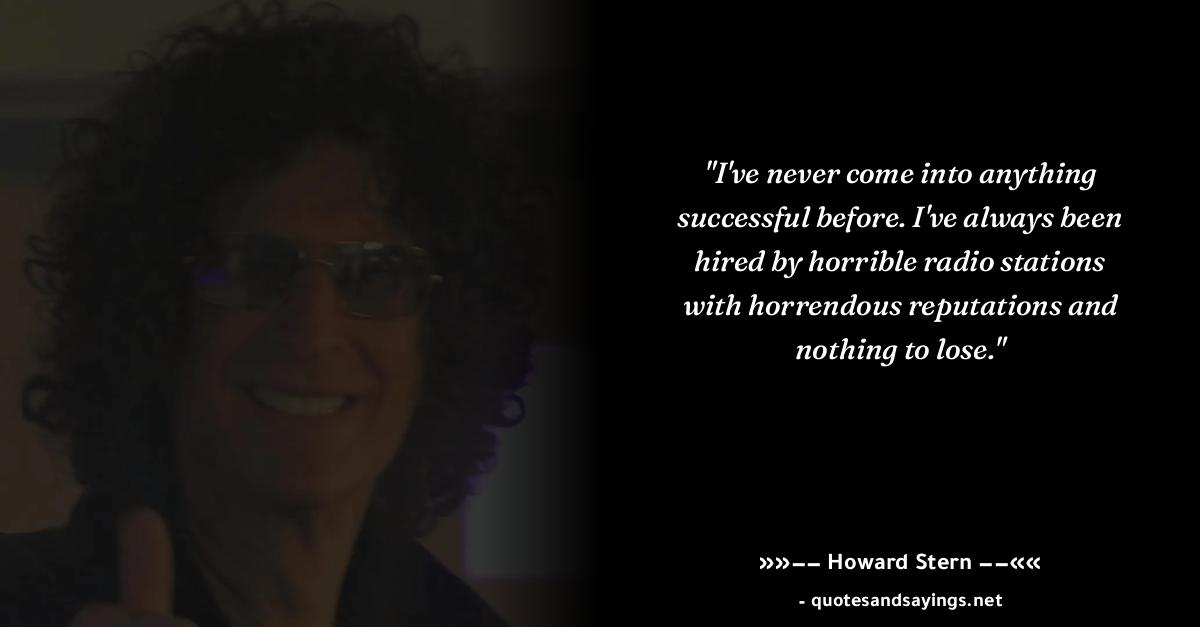 "I've never come into anything
successful before. I've always been
hired by horrible radio stations
with horrendous reputations and
nothing to lose."
»»−− Howard Stern −−««
- quotesandsayings.net